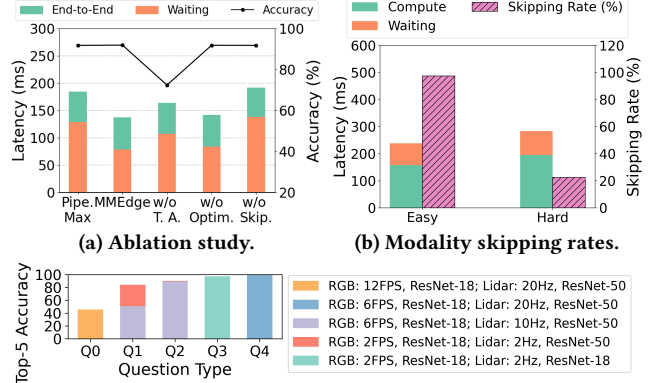 End-to-End Waiting Accuracy
Latency (ms)
300
250
200
150
100
50
0
Accuracy (%)
100
80
60
40
20
Pipe. Max
MMEdge
w/o T. A.
w/o Optim.
w/o Skip.
(a) Ablation study.
Compute Skipping Rate (%)
Waiting
Latency (ms)
600
500
400
300
200
100
0
Skipping Rate (%)
120
100
80
60
40
20
0
Easy Hard
(b) Modality skipping rates.
Top-5 Accuracy
100
80
60
40
20
0
Q0 Q1 Q2 Q3 Q4
Question Type
RGB: 12FPS, ResNet-18; Lidar: 20Hz, ResNet-50
RGB: 6FPS, ResNet-18; Lidar: 20Hz, ResNet-50
RGB: 6FPS, ResNet-18; Lidar: 10Hz, ResNet-50
RGB: 2FPS, ResNet-50; Lidar: 2Hz, ResNet-50
RGB: 2FPS, ResNet-18; Lidar: 2Hz, ResNet-18